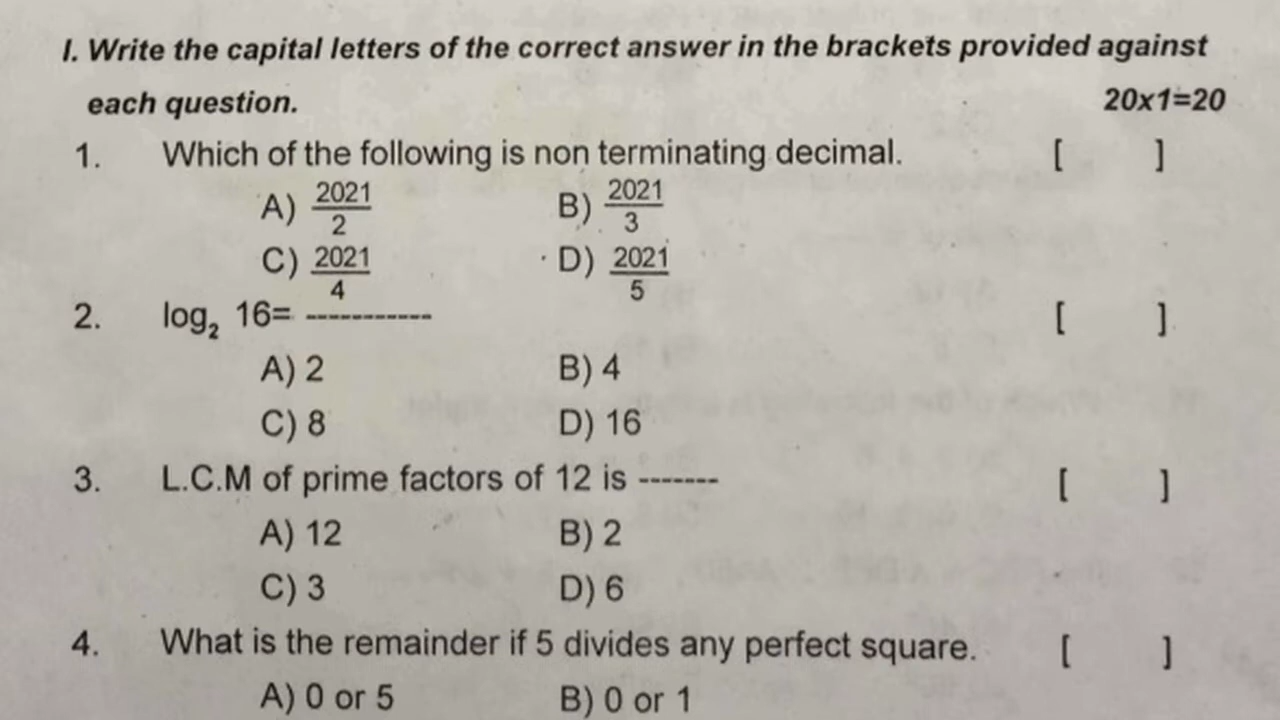 I. Write the capital letters of the correct answer in the brackets provided against
each question. 20x1=20
1. Which of the following is non terminating decimal. [ ]
A) 2021/2 B) 2021/3
C) 2021/4 D) 2021/5
2. log₂ 16= ----------- [ ]
A) 2 B) 4
C) 8 D) 16
3. L.C.M of prime factors of 12 is ------- [ ]
A) 12 B) 2
C) 3 D) 6
4. What is the remainder if 5 divides any perfect square. [ ]
A) 0 or 5 B) 0 or 1